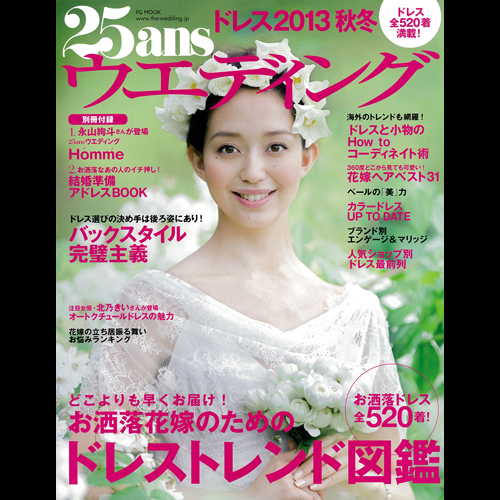 FG MOOK
www.the-wedding.jp
25ans
ウエディング
ドレス2013 秋冬
ドレス
全520着
満載!
別冊付録
1. 永山絢斗さんが登場
25ansウエディング
Homme
2. お洒落なあの人のイチ押し!
結婚準備
アドレスBOOK
ドレス選びの決め手は後ろ姿にあり!
バックスタイル
完璧主義
注目女優・北乃きいさんが登場
オートクチュールドレスの魅力
花嫁の立ち居振る舞い
お悩みランキング
海外のトレンドも網羅!
ドレスと小物の
How to
コーディネイト術
360度どこから見ても可愛い!
花嫁ヘアベスト31
ベールの「美」力
カラードレス
UP TO DATE
ブランド別
エンゲージ&マリッジ
人気ショップ別
ドレス最前列
どこよりも早くお届け!
お洒落花嫁のための
ドレストレンド図鑑
お洒落ドレス
全520着!